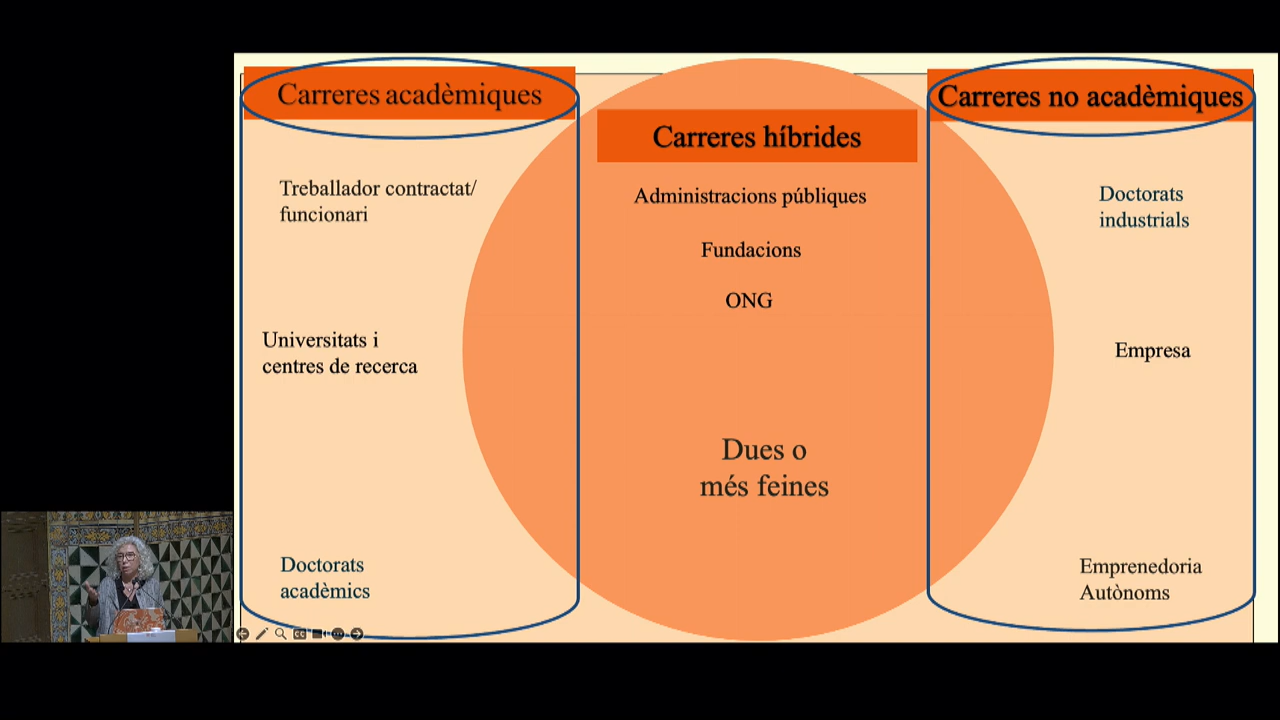 Carreres acadèmiques
Treballador contractat/
funcionari
Universitats i
centres de recerca
Doctorats
acadèmics
Carreres híbrides
Administracions públiques
Fundacions
ONG
Dues o
més feines
Carreres no acadèmiques
Doctorats
industrials
Empresa
Emprenedoria
Autònoms